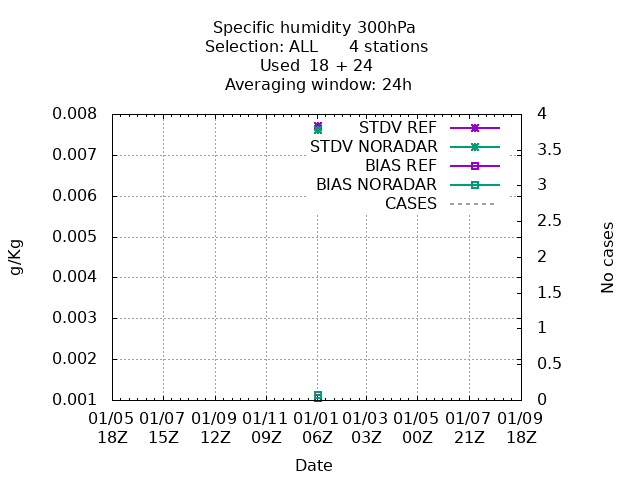 Specific humidity 300hPa
Selection: ALL 4 stations
Used 18 + 24
Averaging window: 24h
0.008
0.007
0.006
0.005
0.004
0.003
0.002
0.001
g/Kg
STDV REF
STDV NORADAR
BIAS REF
BIAS NORADAR
CASES
4
3.5
3
2.5
2
1.5
1
0.5
0
No cases
01/05 01/07 01/09 01/11 01/01 01/03 01/05 01/07 01/09
18Z 15Z 12Z 09Z 06Z 03Z 00Z 21Z 18Z
Date